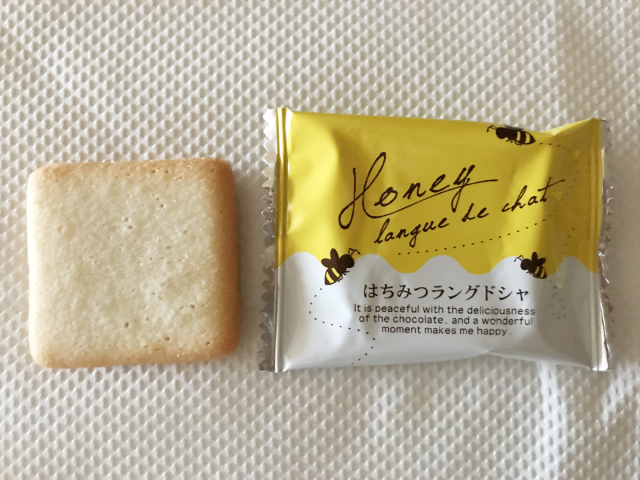 Honey
langue de chat
はちみつラングドシャ
It is peaceful with the deliciousness
of the chocolate, and a wonderful
moment makes me happy.